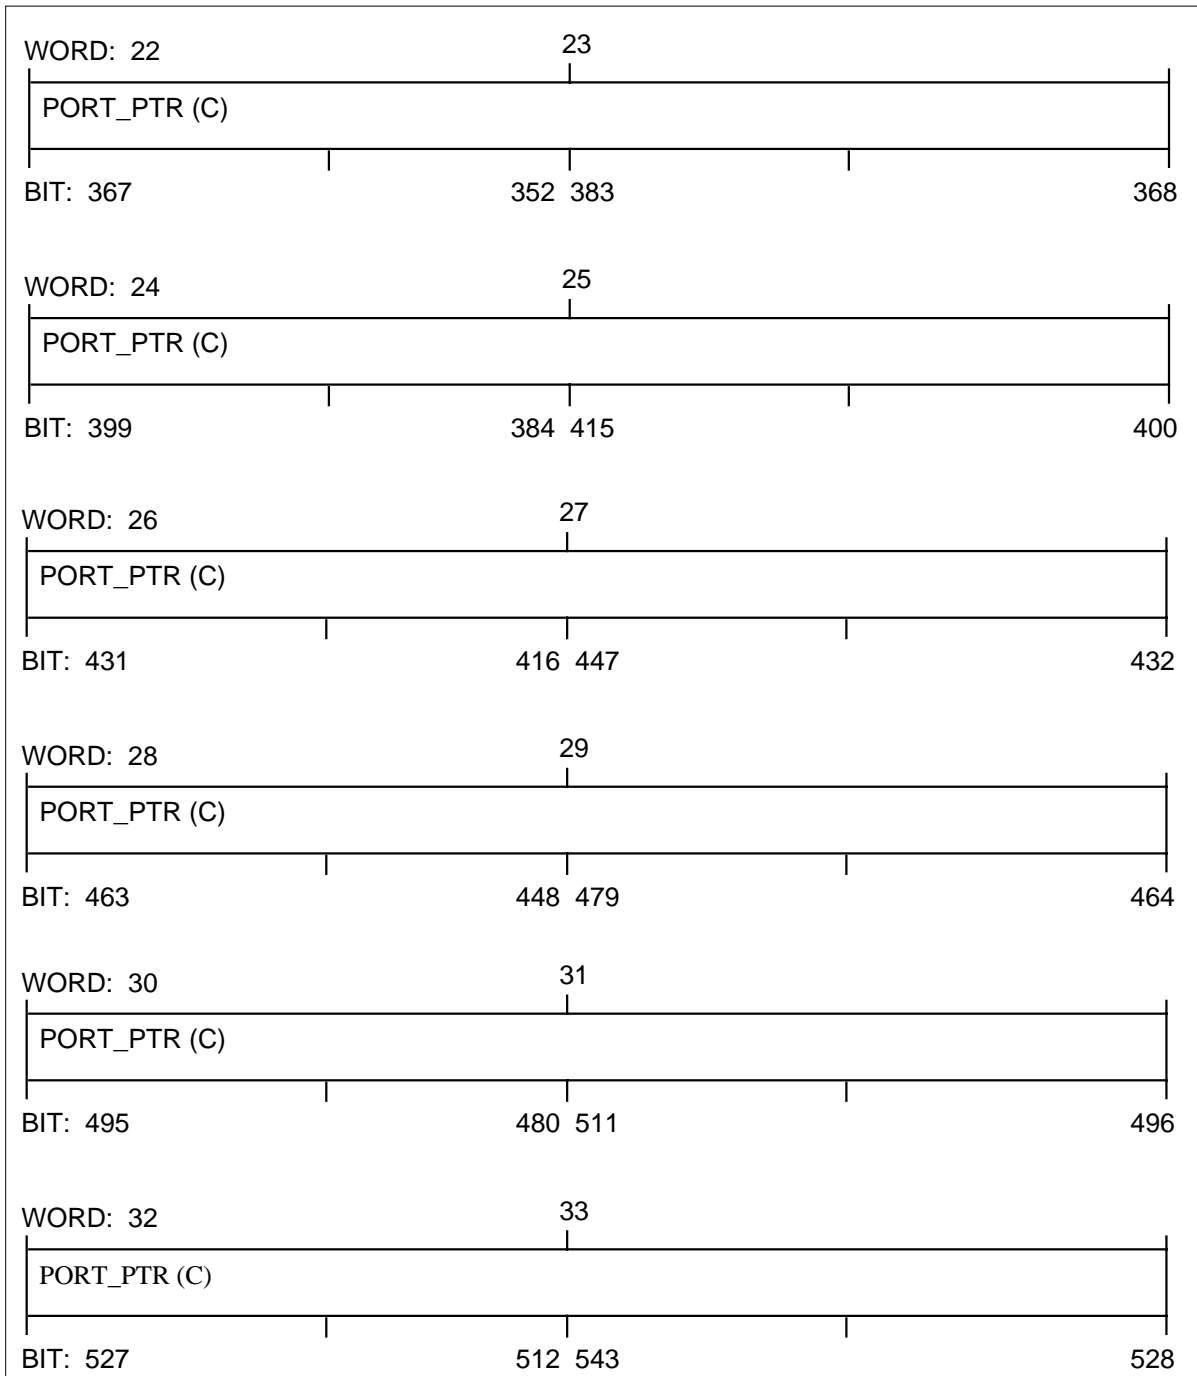 WORD: 22 23
PORT_PTR (C)
BIT: 367 352 383 368
WORD: 24 25
PORT_PTR (C)
BIT: 399 384 415 400
WORD: 26 27
PORT_PTR (C)
BIT: 431 416 447 432
WORD: 28 29
PORT_PTR (C)
BIT: 463 448 479 464
WORD: 30 31
PORT_PTR (C)
BIT: 495 480 511 496
WORD: 32 33
PORT_PTR (C)
BIT: 527 512 543 528